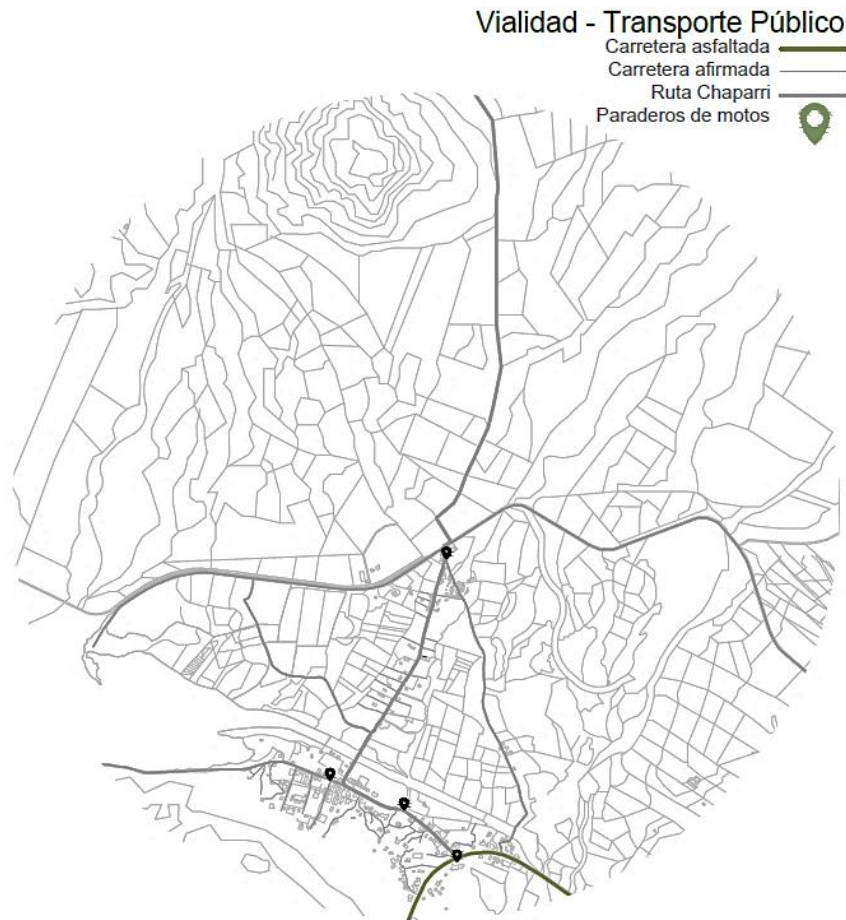 Vialidad - Transporte Público
Carretera asfaltada
Carretera afirmada
Ruta Chaparri
Paraderos de motos